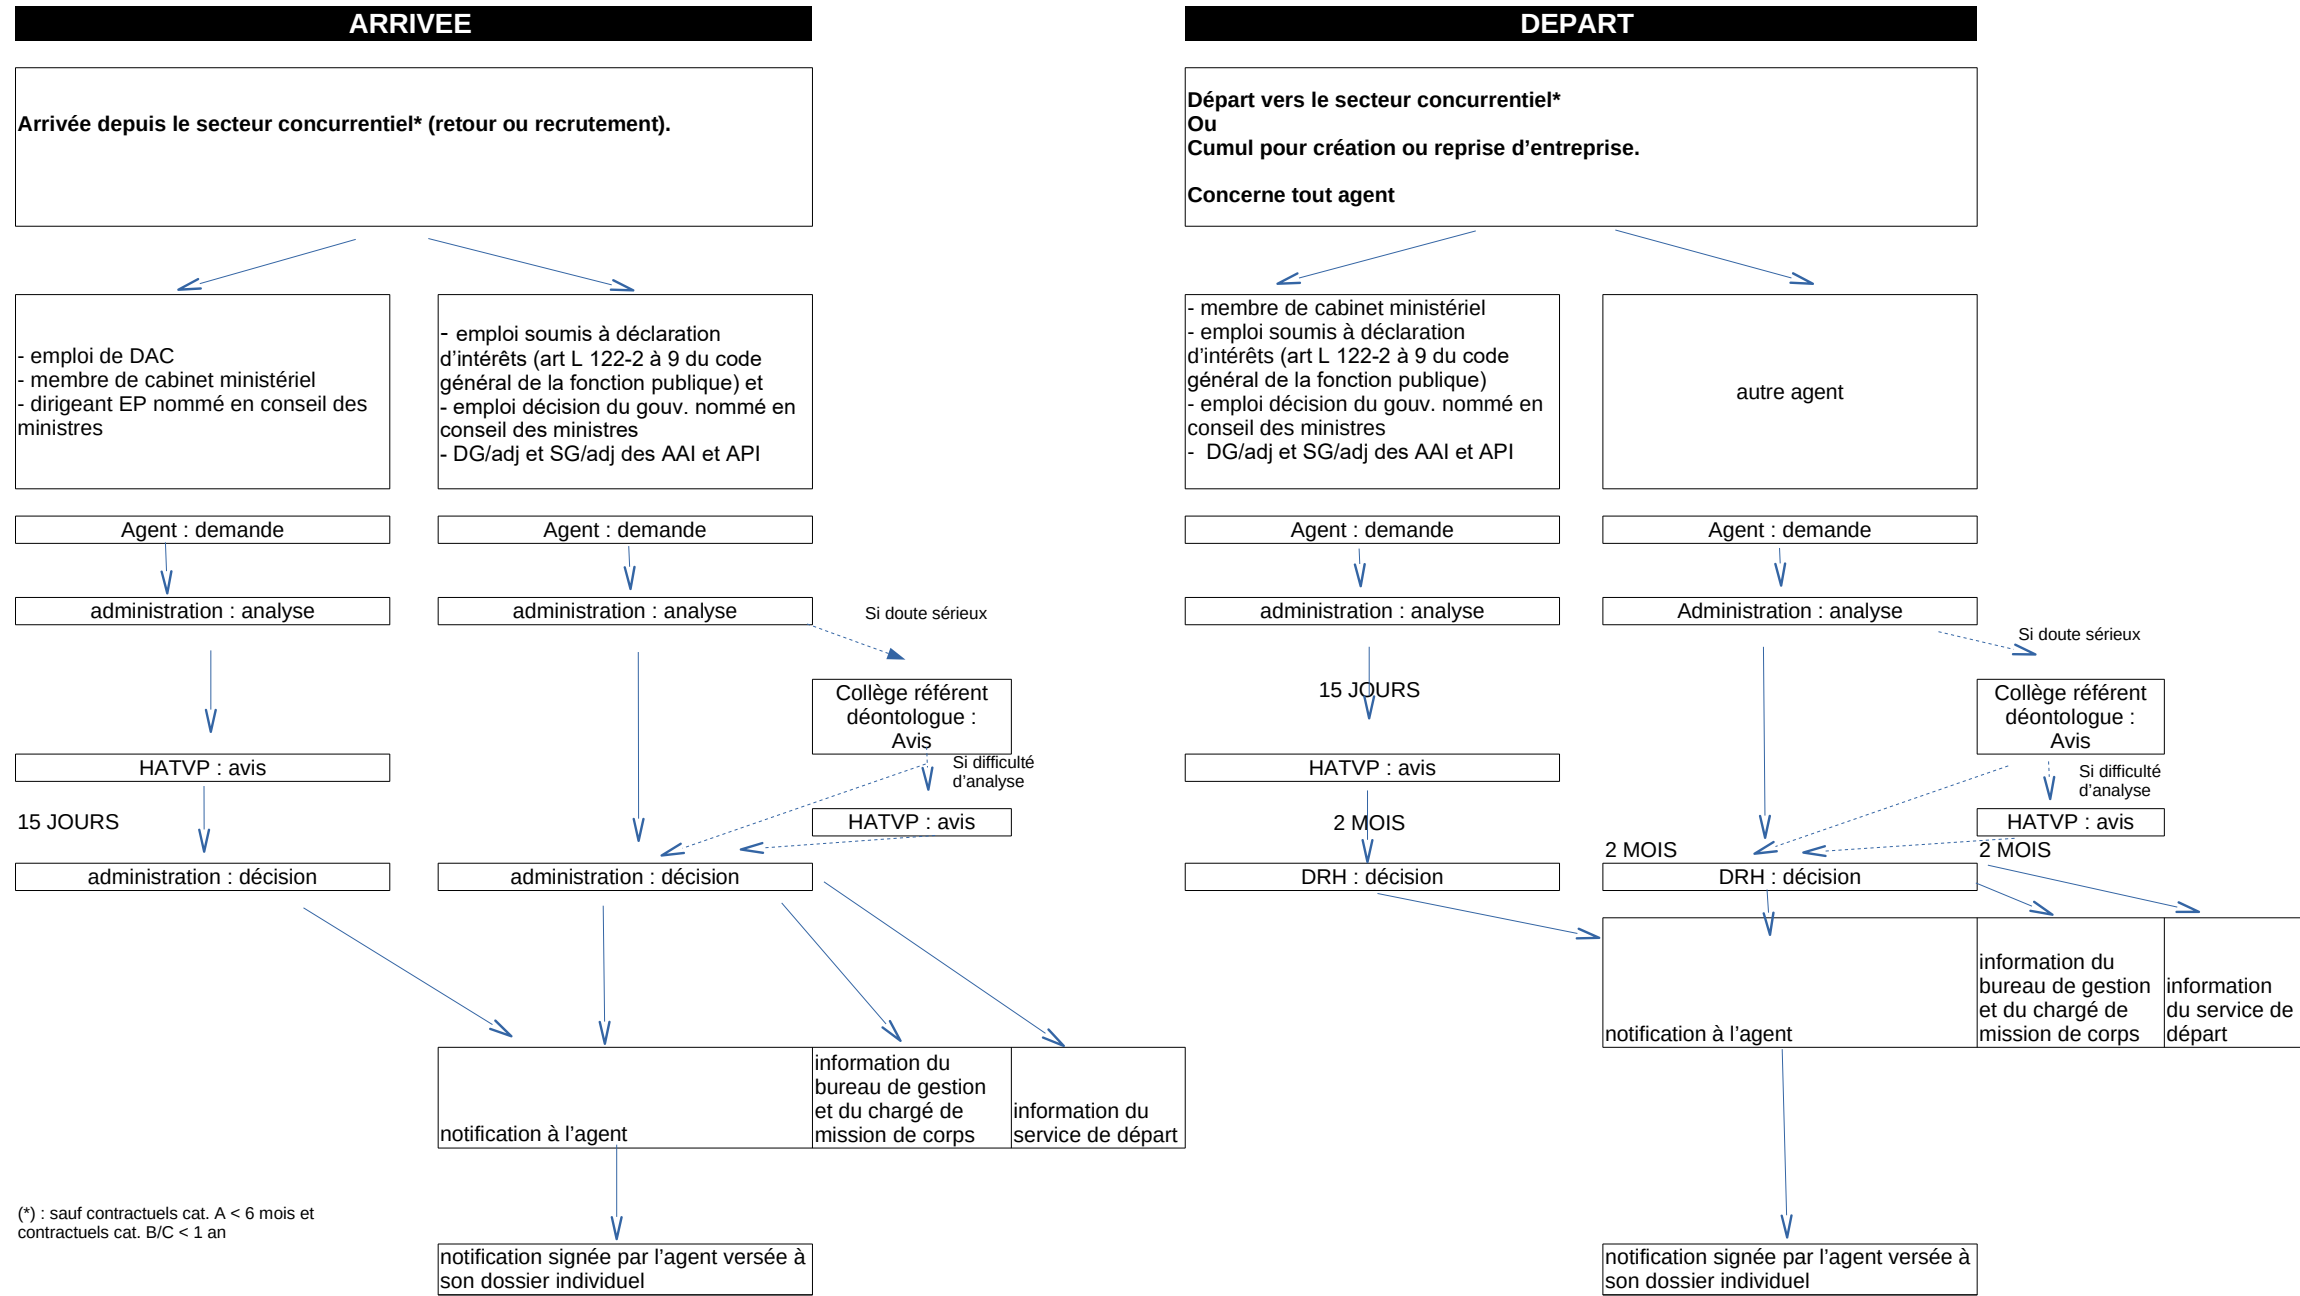 ARRIVEE
Arrivée depuis le secteur concurrentiel* (retour ou recrutement).
- emploi de DAC
- membre de cabinet ministériel
- dirigeant EP nommé en conseil des
ministres
- emploi soumis à déclaration
d’intérêts (art L 122-2 à 9 du code
général de la fonction publique) et
- emploi décision du gouv. nommé en
conseil des ministres
- DG/adj et SG/adj des AAI et API
Agent : demande
Agent : demande
administration : analyse
administration : analyse
Si doute sérieux
Collège référent
déontologue :
Avis
Si difficulté
d’analyse
HATVP : avis
HATVP : avis
15 JOURS
administration : décision
administration : décision
notification à l’agent
information du
bureau de gestion
et du chargé de
mission de corps
information du
service de départ
(*) : sauf contractuels cat. A < 6 mois et
contractuels cat. B/C < 1 an
notification signée par l’agent versée à
son dossier individuel
DEPART
Départ vers le secteur concurrentiel*
Ou
Cumul pour création ou reprise d’entreprise.
Concerne tout agent
- membre de cabinet ministériel
- emploi soumis à déclaration
d’intérêts (art L 122-2 à 9 du code
général de la fonction publique)
- emploi décision du gouv. nommé en
conseil des ministres
- DG/adj et SG/adj des AAI et API
autre agent
Agent : demande
Agent : demande
administration : analyse
Administration : analyse
Si doute sérieux
15 JOURS
Collège référent
déontologue :
Avis
HATVP : avis
Si difficulté
d’analyse
2 MOIS
HATVP : avis
2 MOIS
2 MOIS
DRH : décision
DRH : décision
notification à l’agent
information du
bureau de gestion
et du chargé de
mission de corps
information
du service de
départ
notification signée par l’agent versée à
son dossier individuel